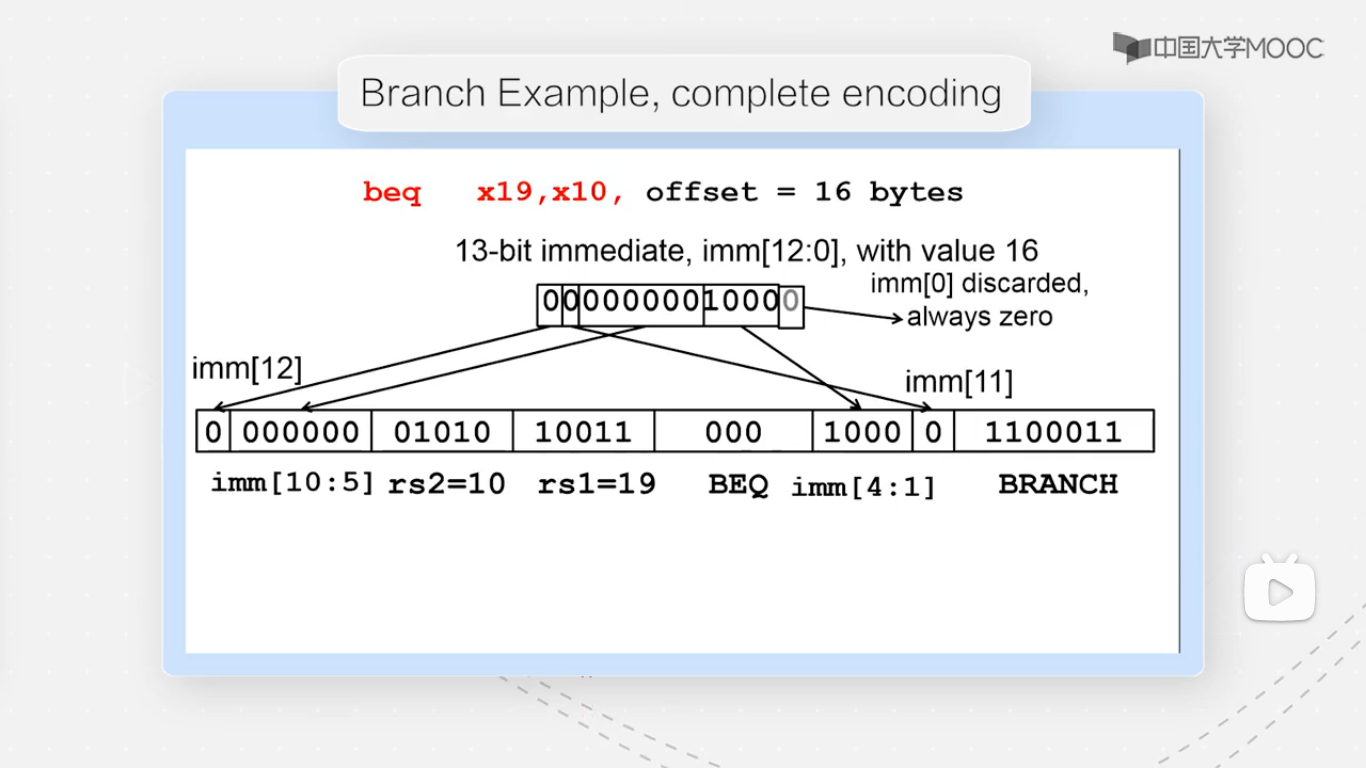 中国大学MOOC
Branch Example, complete encoding
beq x19,x10, offset = 16 bytes
13-bit immediate, imm[12:0], with value 16
imm[0] discarded,
always zero
0 0 000000 1000 0
imm[12]
imm[11]
0 000000 01010 10011 000 1000 0 1100011
imm[10:5] rs2=10 rs1=19 BEQ imm[4:1] BRANCH